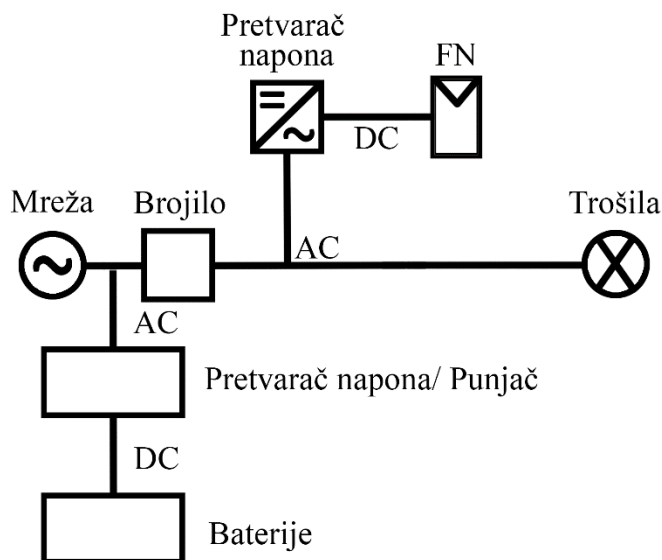 Pretvarač
napona
FN
DC
Mreža
Brojilo
Trošila
AC
AC
Pretvarač napona/ Punjač
DC
Baterije